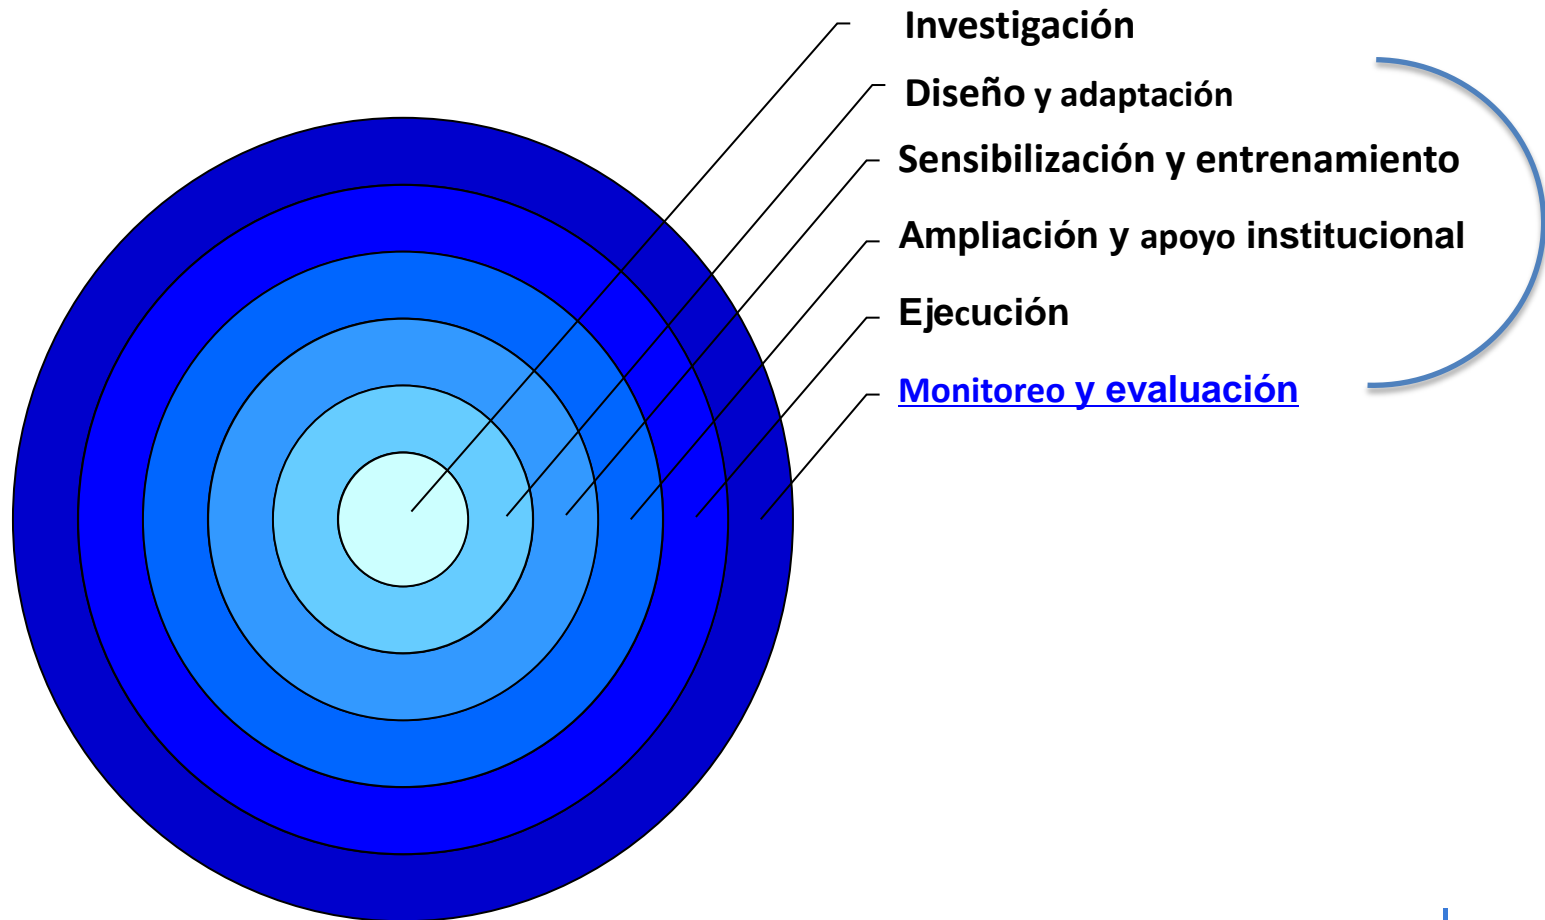 Investigación
Diseño y adaptación
Sensibilización y entrenamiento
Ampliación y apoyo institucional
Ejecución
Monitoreo y evaluación